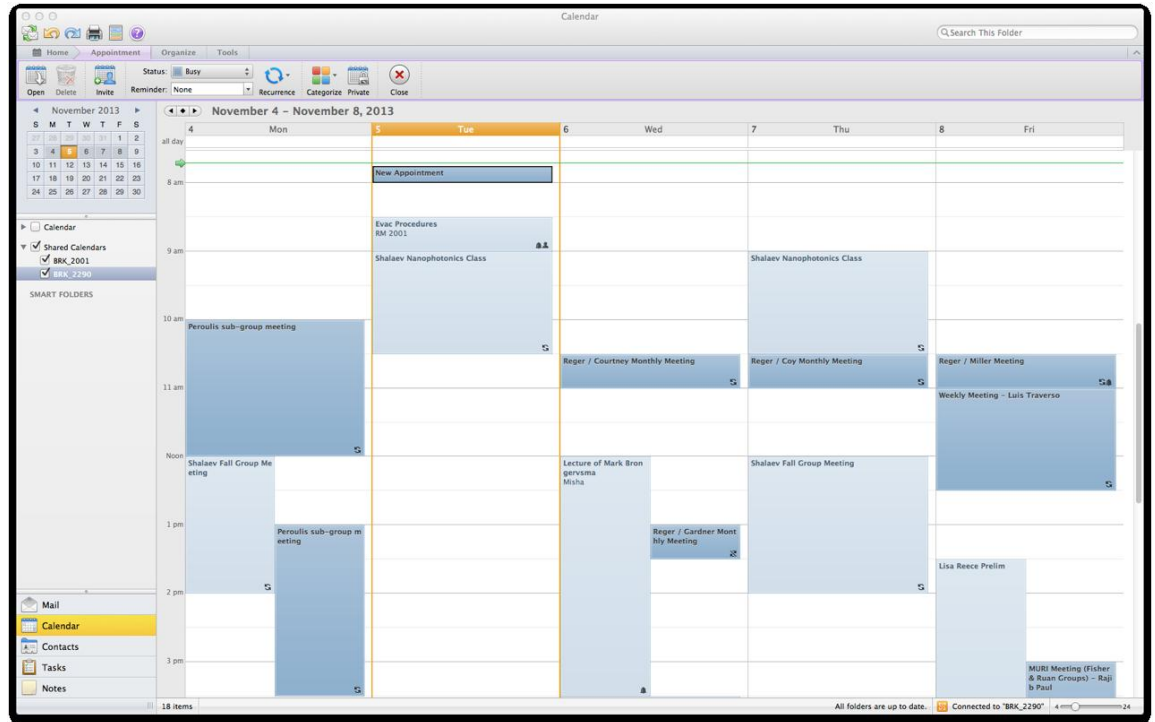 Calendar
Search This Folder
Home Appointment Organize Tools
Open Delete Invite Status: Busy Reminder: None Recurrence Categorize Private Close
November 2013
S M T W T F S
27 28 29 30 31 1 2
3 4 5 6 7 8 9
10 11 12 13 14 15 16
17 18 19 20 21 22 23
24 25 26 27 28 29 30
Calendar
Shared Calendars
BRK_2001
BRK_2290
SMART FOLDERS
Mail
Calendar
Contacts
Tasks
Notes
November 4 – November 8, 2013
4 Mon 5 Tue 6 Wed 7 Thu 8 Fri
all day
8 am
9 am
10 am
11 am
Noon
1 pm
2 pm
3 pm
Peroulis sub-group meeting
Shalaev Fall Group Me
eting
Peroulis sub-group m
eeting
New Appointment
Evac Procedures
RM 2001
Shalaev Nanophotonics Class
Reger / Courtney Monthly Meeting
Lecture of Mark Bron
gervsma
Misha
Reger / Gardner Mont
hly Meeting
Shalaev Nanophotonics Class
Reger / Coy Monthly Meeting
Shalaev Fall Group Meeting
Reger / Miller Meeting
Weekly Meeting – Luis Traverso
Lisa Reece Prelim
MURI Meeting (Fisher
& Ruan Groups) – Raji
b Paul
18 items
All folders are up to date.
Connected to "BRK_2290"
4 24